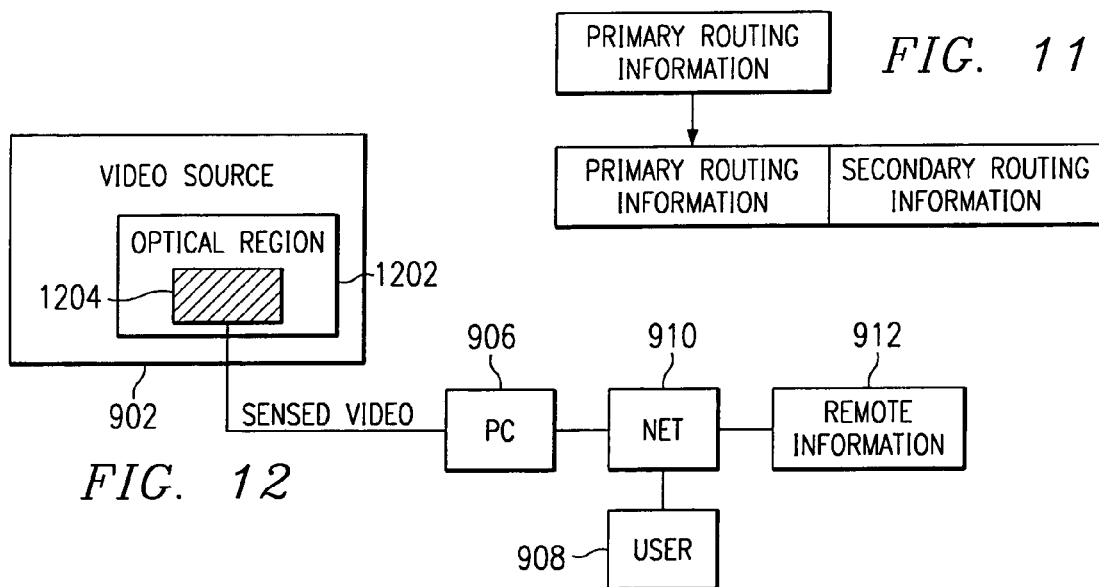 PRIMARY ROUTING
INFORMATION
FIG. 11
PRIMARY ROUTING
INFORMATION
SECONDARY ROUTING
INFORMATION
VIDEO SOURCE
OPTICAL REGION
1204
1202
902
SENSED VIDEO
906
PC
910
NET
912
REMOTE
INFORMATION
908
USER
FIG. 12